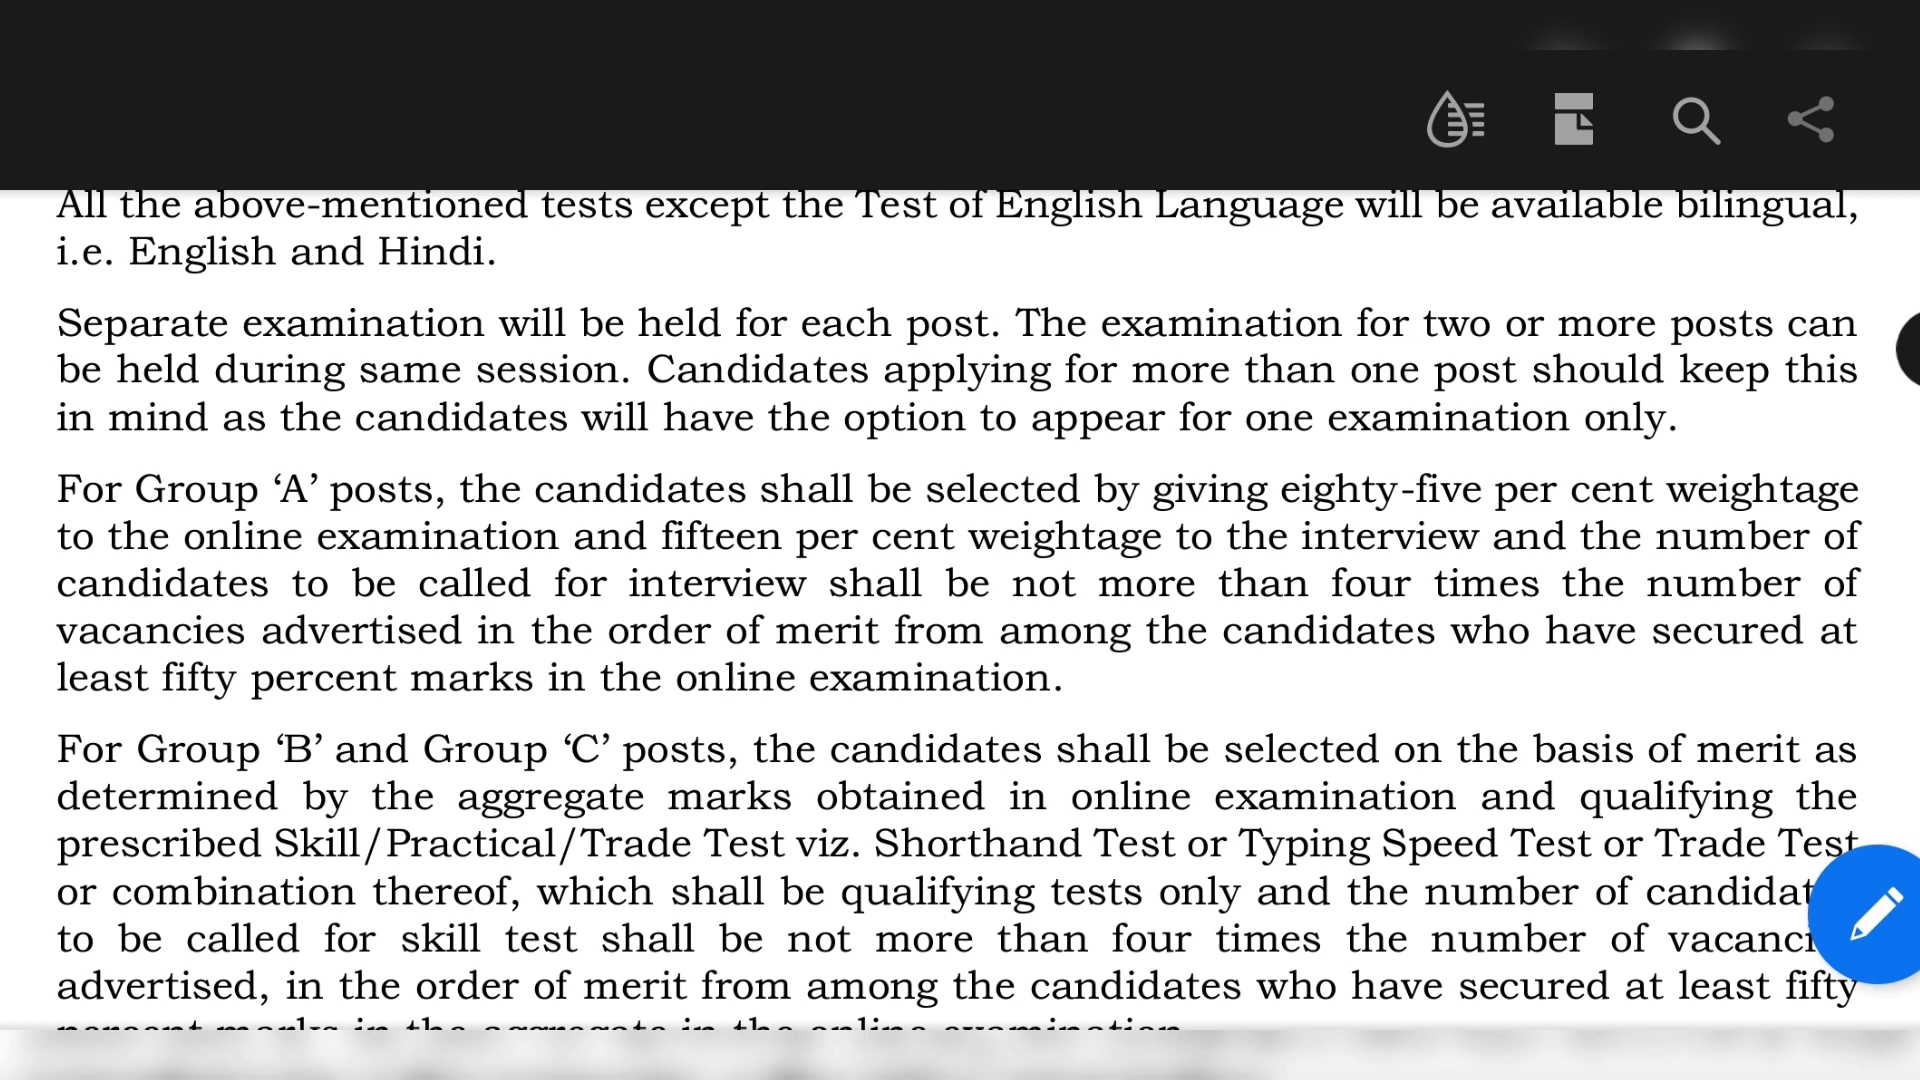 All the above-mentioned tests except the Test of English Language will be available bilingual,
i.e. English and Hindi.
Separate examination will be held for each post. The examination for two or more posts can
be held during same session. Candidates applying for more than one post should keep this
in mind as the candidates will have the option to appear for one examination only.
For Group ‘A’ posts, the candidates shall be selected by giving eighty-five per cent weightage
to the online examination and fifteen per cent weightage to the interview and the number of
candidates to be called for interview shall be not more than four times the number of
vacancies advertised in the order of merit from among the candidates who have secured at
least fifty percent marks in the online examination.
For Group ‘B’ and Group ‘C’ posts, the candidates shall be selected on the basis of merit as
determined by the aggregate marks obtained in online examination and qualifying the
prescribed Skill/Practical/Trade Test viz. Shorthand Test or Typing Speed Test or Trade Test
or combination thereof, which shall be qualifying tests only and the number of candidat
to be called for skill test shall be not more than four times the number of vacanci
advertised, in the order of merit from among the candidates who have secured at least fifty
percent marks in the aggregate in the online examination.